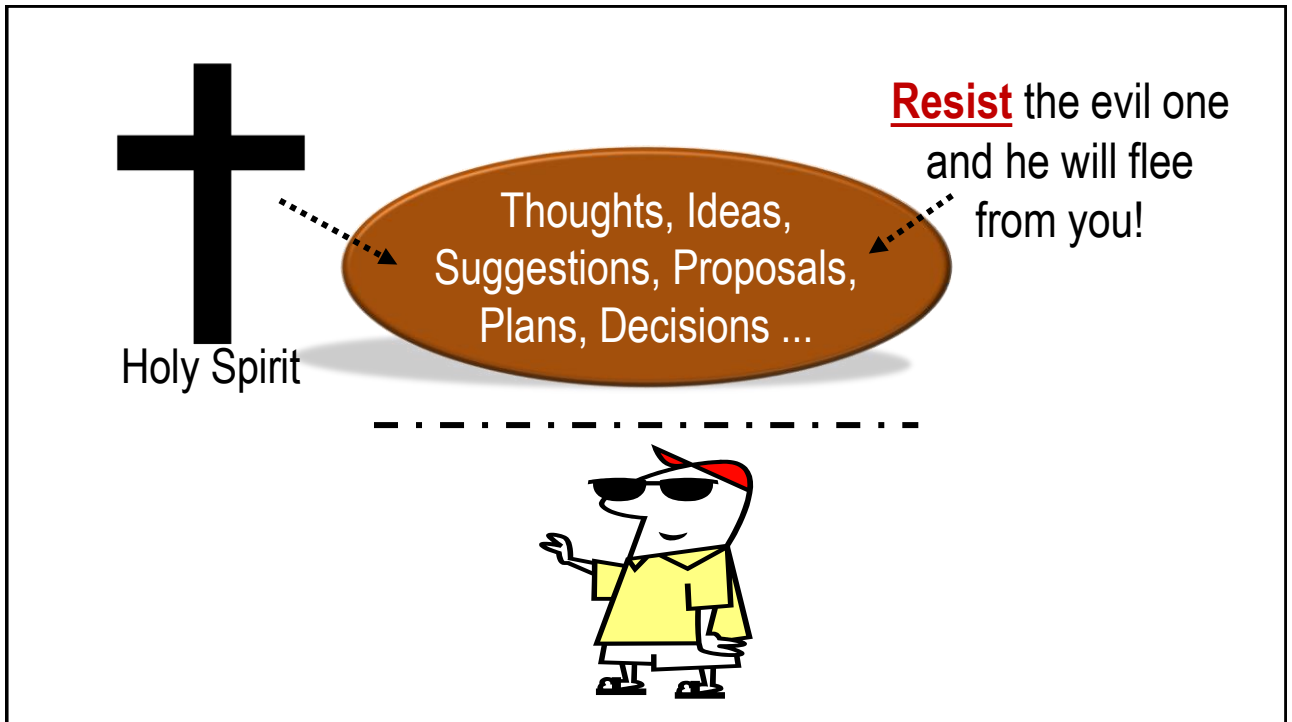 Holy Spirit
Thoughts, Ideas,
Suggestions, Proposals,
Plans, Decisions ...
Resist the evil one
and he will flee
from you!